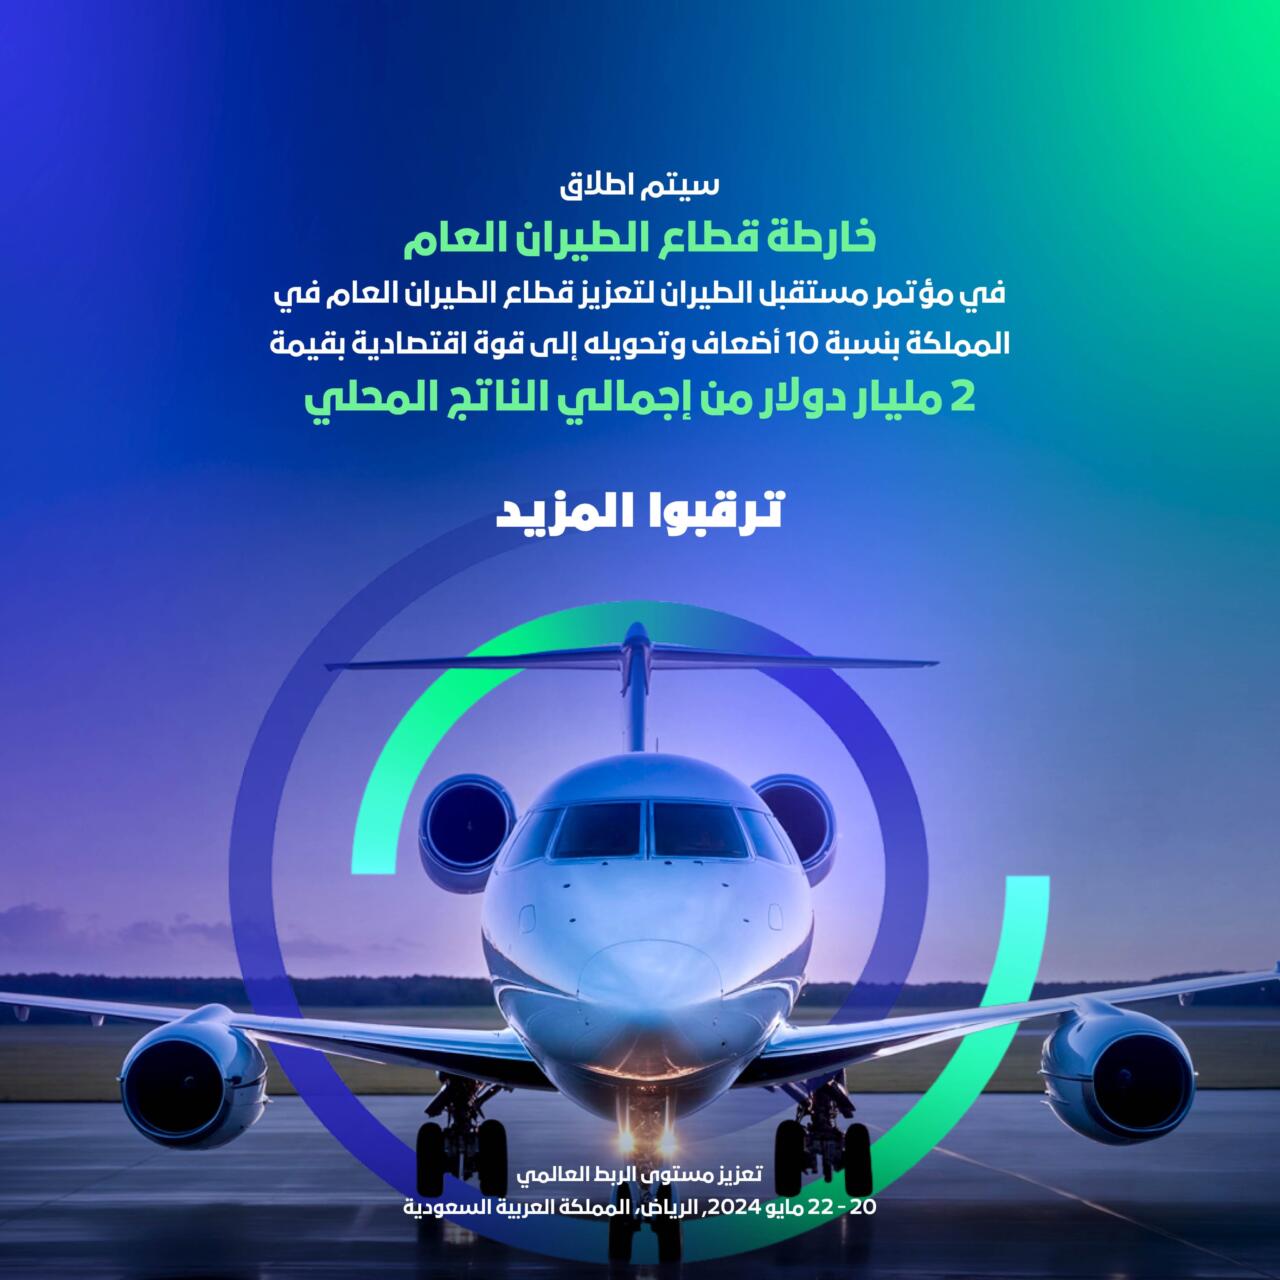 سيتم اطلاق
خارطة قطاع الطيران العام
في مؤتمر مستقبل الطيران لتعزيز قطاع الطيران العام في
المملكة بنسبة 10 أضعاف وتحويله إلى قوة اقتصادية بقيمة
2 مليار دولار من إجمالي الناتج المحلي
ترقبوا المزيد
تعزيز مستوى الربط العالمي
20 - 22 مايو 2024, الرياض، المملكة العربية السعودية